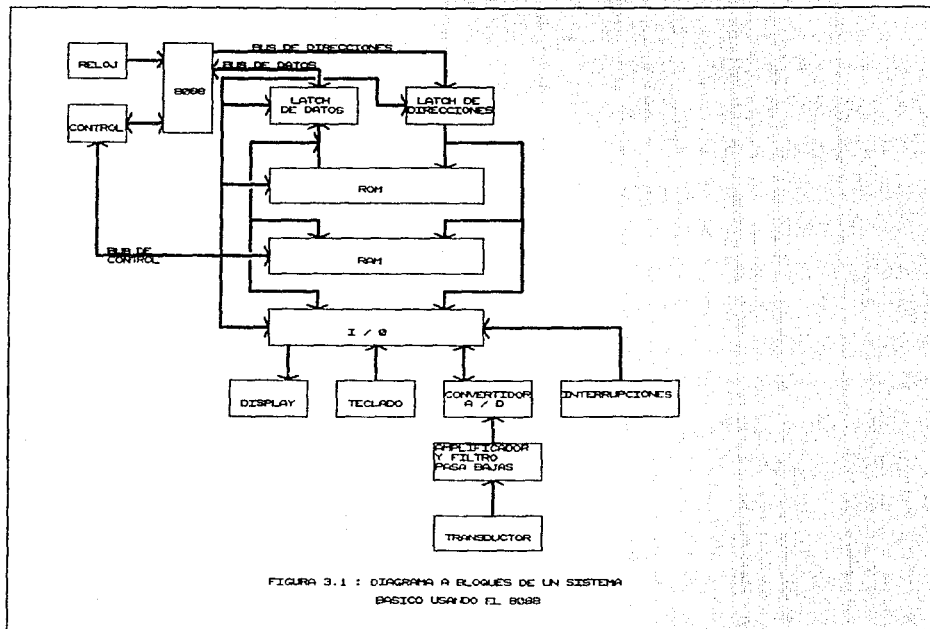 BUS DE DIRECCIONES
RELOJ
BUS DE DATOS
8088
LATCH
DE DATOS
LATCH DE
DIRECCIONES
CONTROL
ROM
BUS DE
CONTROL
RAM
I / O
DISPLAY
TECLADO
CONVERTIDOR
A / D
INTERRUPCIONES
AMPLIFICADOR
Y FILTRO
PASA BAJAS
TRANSDUCTOR
FIGURA 3.1 : DIAGRAMA A BLOQUES DE UN SISTEMA
BASICO USANDO EL 8088